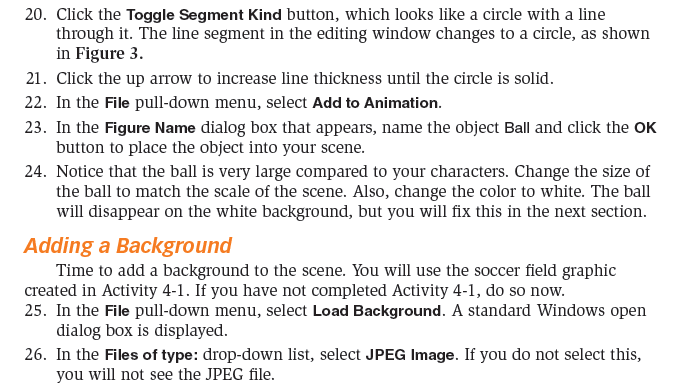 20. Click the Toggle Segment Kind button, which looks like a circle with a line
through it. The line segment in the editing window changes to a circle, as shown
in Figure 3.
21. Click the up arrow to increase line thickness until the circle is solid.
22. In the File pull-down menu, select Add to Animation.
23. In the Figure Name dialog box that appears, name the object Ball and click the OK
button to place the object into your scene.
24. Notice that the ball is very large compared to your characters. Change the size of
the ball to match the scale of the scene. Also, change the color to white. The ball
will disappear on the white background, but you will fix this in the next section.
Adding a Background
Time to add a background to the scene. You will use the soccer field graphic
created in Activity 4-1. If you have not completed Activity 4-1, do so now.
25. In the File pull-down menu, select Load Background. A standard Windows open
dialog box is displayed.
26. In the Files of type: drop-down list, select JPEG Image. If you do not select this,
you will not see the JPEG file.